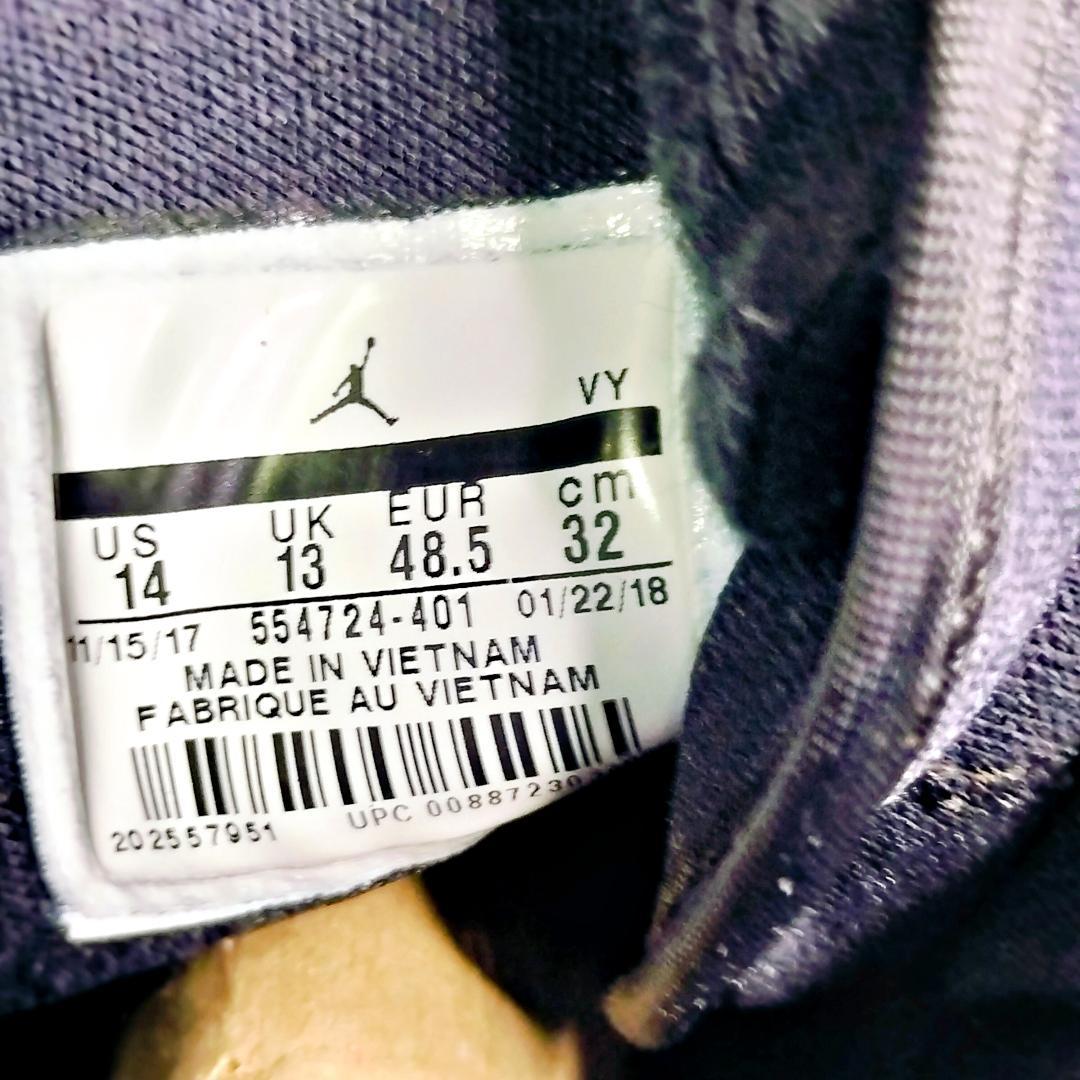 VY
US UK EUR cm
14 13 48.5 32
11/15/17 554724-401 01/22/18
MADE IN VIETNAM
FABRIQUE AU VIETNAM
202557951 UPC